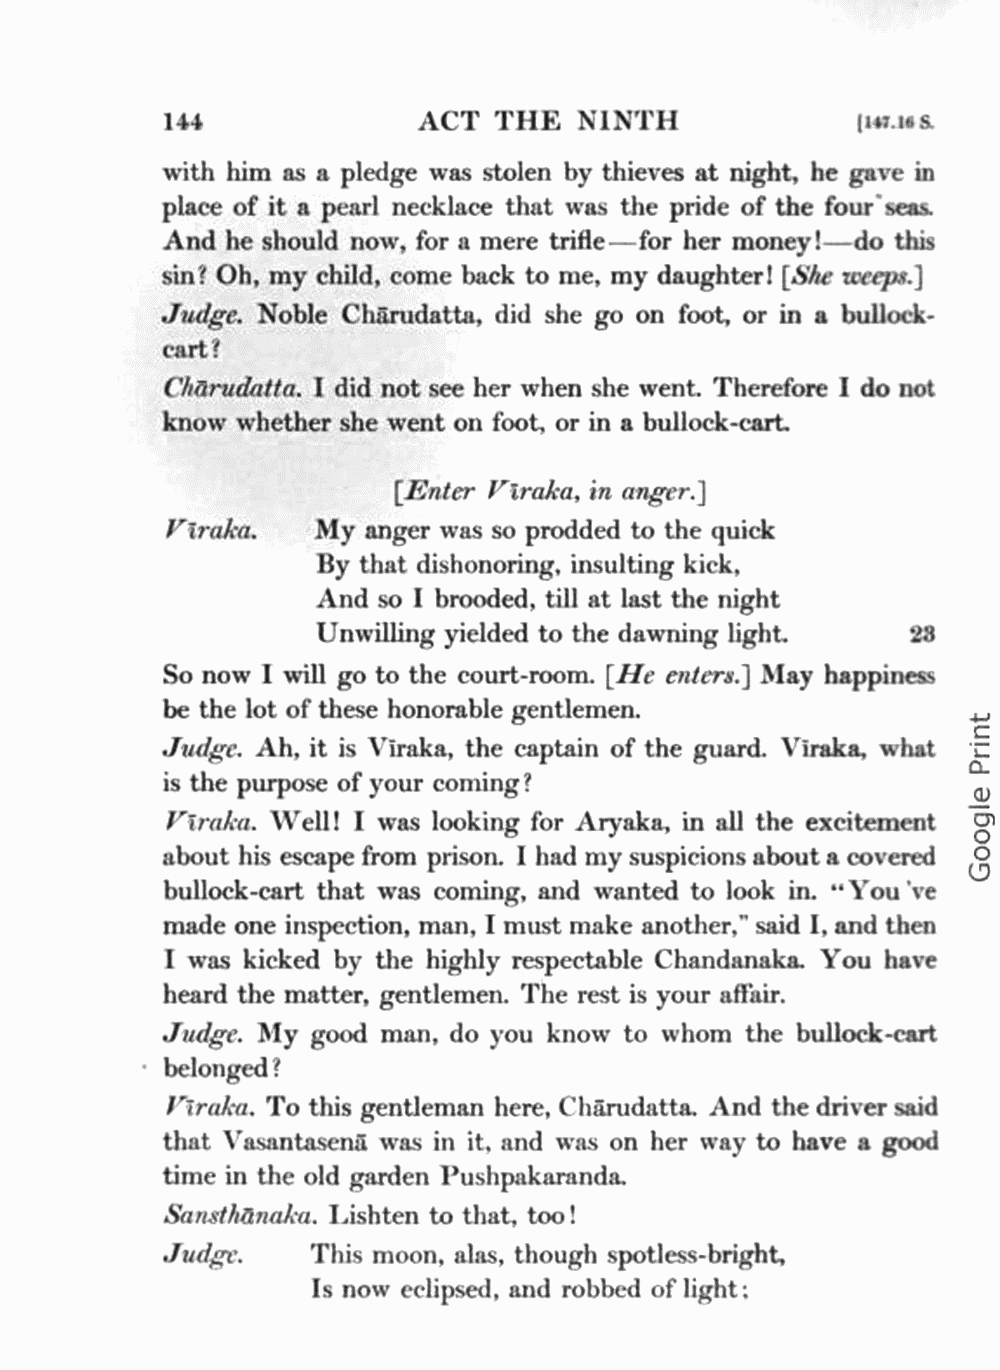 144 ACT THE NINTH [147.16 S.
with him as a pledge was stolen by thieves at night, he gave in
place of it a pearl necklace that was the pride of the four seas.
And he should now, for a mere trifle—for her money!—do this
sin? Oh, my child, come back to me, my daughter! [She weeps.]
Judge. Noble Chārudatta, did she go on foot, or in a bullock-
cart?
Chārudatta. I did not see her when she went. Therefore I do not
know whether she went on foot, or in a bullock-cart.
[Enter Vīraka, in anger.]
Vīraka. My anger was so prodded to the quick
By that dishonoring, insulting kick,
And so I brooded, till at last the night
Unwilling yielded to the dawning light. 23
So now I will go to the court-room. [He enters.] May happiness
be the lot of these honorable gentlemen.
Judge. Ah, it is Vīraka, the captain of the guard. Vīraka, what
is the purpose of your coming?
Vīraka. Well! I was looking for Aryaka, in all the excitement
about his escape from prison. I had my suspicions about a covered
bullock-cart that was coming, and wanted to look in. "You 've
made one inspection, man, I must make another," said I, and then
I was kicked by the highly respectable Chandanaka. You have
heard the matter, gentlemen. The rest is your affair.
Judge. My good man, do you know to whom the bullock-cart
belonged?
Vīraka. To this gentleman here, Chārudatta. And the driver said
that Vasantasenā was in it, and was on her way to have a good
time in the old garden Pushpakaranda.
Sansthānaka. Lishten to that, too!
Judge. This moon, alas, though spotless-bright,
Is now eclipsed, and robbed of light;
Google Print